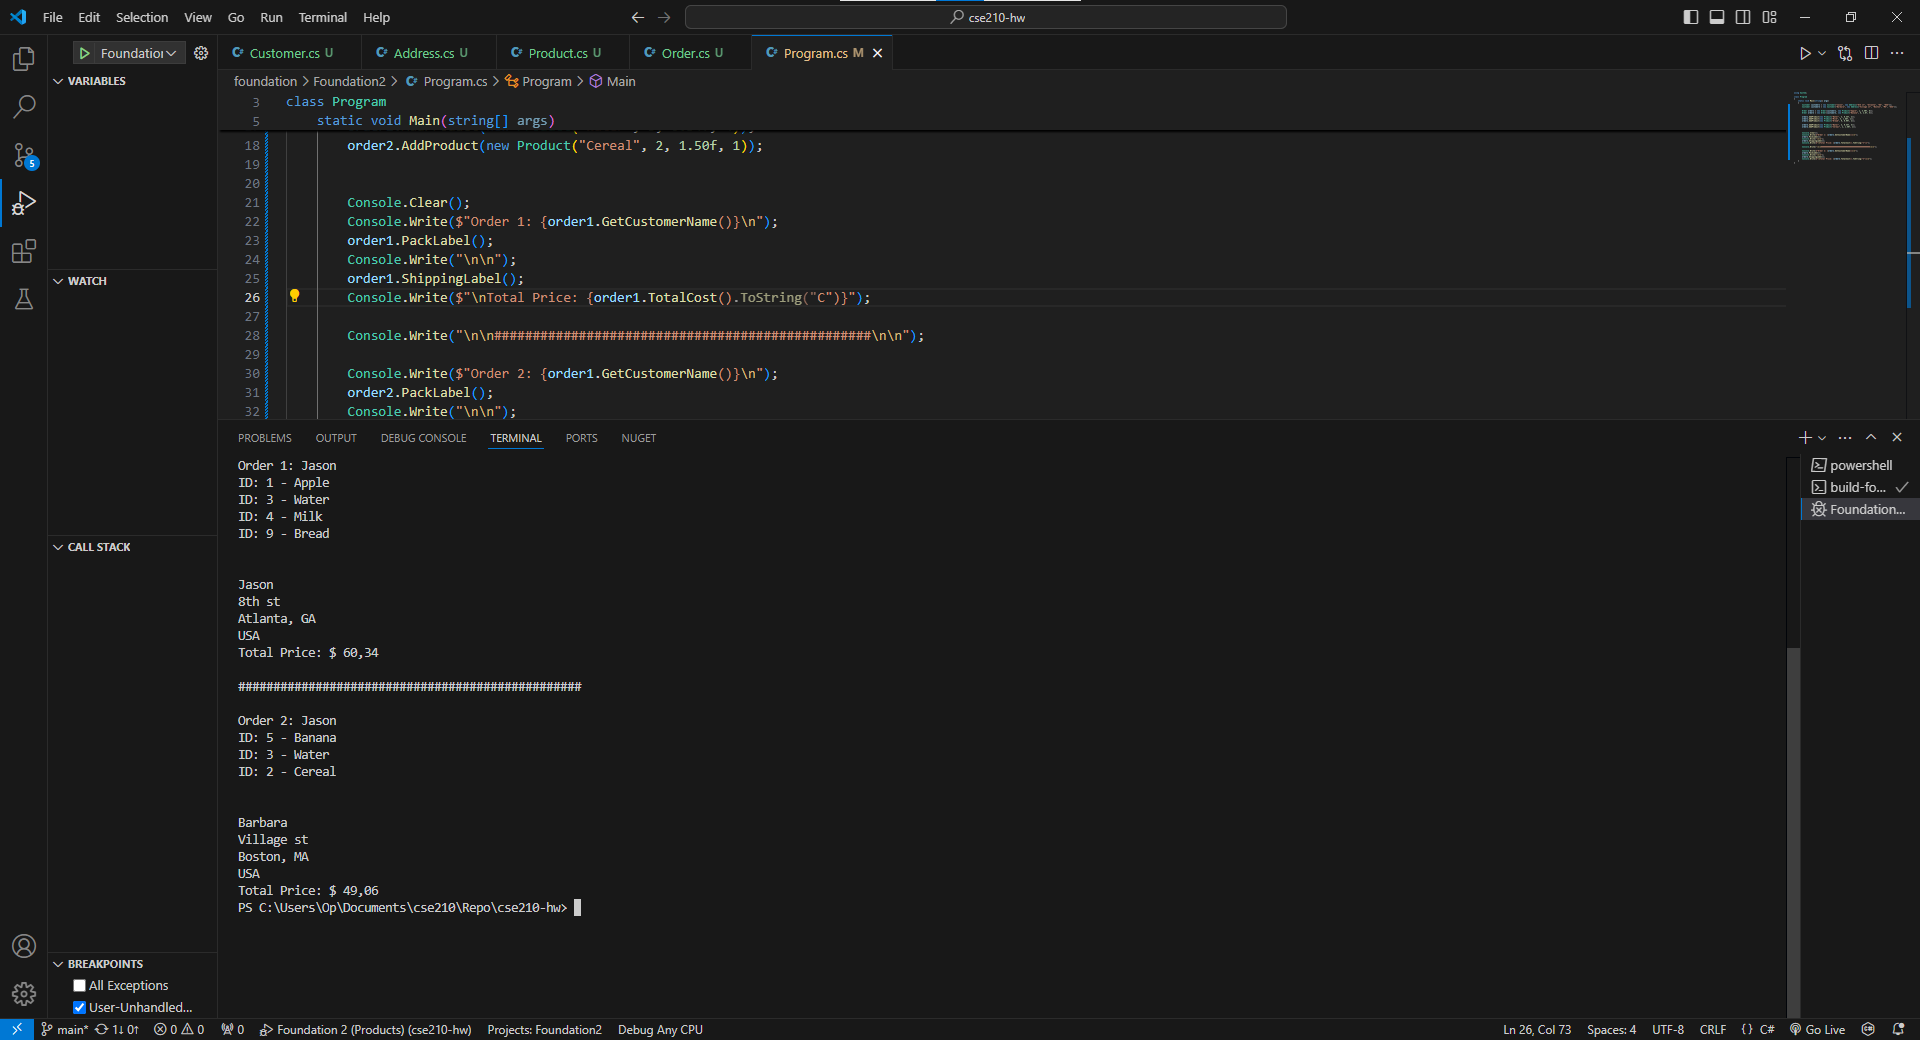 File Edit Selection View Go Run Terminal Help
cse210-hw
Foundation
Customer.cs U
Address.cs U
Product.cs U
Order.cs U
Program.cs M
VARIABLES
foundation > Foundation2 > Program.cs > Program > Main
3 class Program
5 static void Main(string[] args)
18 order2.AddProduct(new Product("Cereal", 2, 1.50f, 1));
19
20
21 Console.Clear();
22 Console.Write($"Order 1: {order1.GetCustomerName()}\n");
23 order1.PackLabel();
24 Console.Write("\n\n");
25 order1.ShippingLabel();
26 Console.Write($"\nTotal Price: {order1.TotalCost().ToString("C")}");
27
28 Console.Write("\n\n#################################################\n\n");
29
30 Console.Write($"Order 2: {order1.GetCustomerName()}\n");
31 order2.PackLabel();
32 Console.Write("\n\n");
WATCH
CALL STACK
BREAKPOINTS
All Exceptions
User-Unhandled...
5
PROBLEMS OUTPUT DEBUG CONSOLE TERMINAL PORTS NUGET
Order 1: Jason
ID: 1 - Apple
ID: 3 - Water
ID: 4 - Milk
ID: 9 - Bread
Jason
8th st
Atlanta, GA
USA
Total Price: $ 60,34
#################################################
Order 2: Jason
ID: 5 - Banana
ID: 3 - Water
ID: 2 - Cereal
Barbara
Village st
Boston, MA
USA
Total Price: $ 49,06
PS C:\Users\Op\Documents\cse210\Repo\cse210-hw>
powershell
build-fo...
Foundation...
main* 1↓ 0↑ 0 0 0 Foundation 2 (Products) (cse210-hw) Projects: Foundation2 Debug Any CPU
Ln 26, Col 73 Spaces: 4 UTF-8 CRLF {} C# Go Live